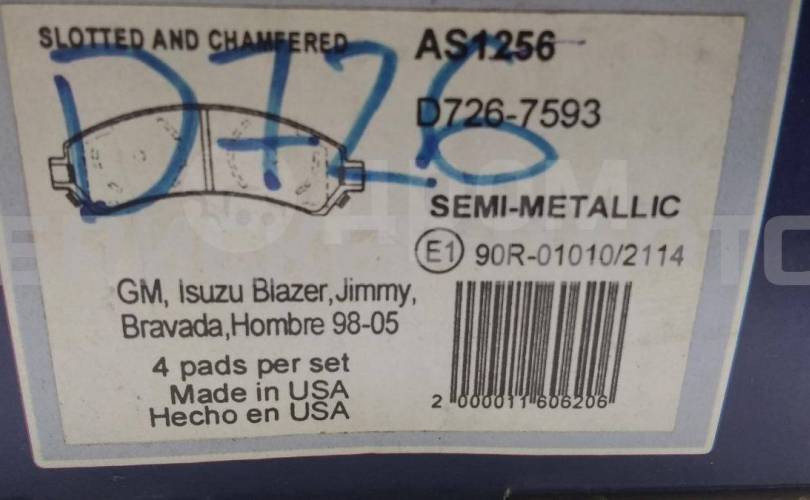 SLOTTED AND CHAMFERED
AS1256
D726
D726-7593
SEMI-METALLIC
E1 90R-01010/2114
GM, Isuzu Blazer,Jimmy,
Bravada,Hombre 98-05
4 pads per set
Made in USA
Hecho en USA
2 000011 606206
ДРОМ